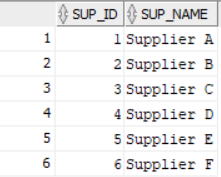 SUP_ID SUP_NAME
1 1 Supplier A
2 2 Supplier B
3 3 Supplier C
4 4 Supplier D
5 5 Supplier E
6 6 Supplier F